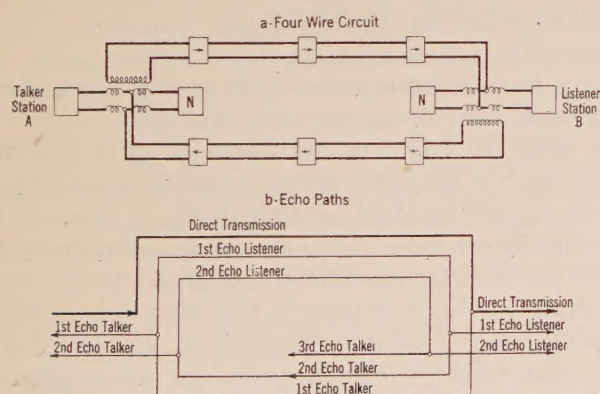 a-Four Wire Circuit
Talker
Station
A
N
N
Listener
Station
B
b-Echo Paths
Direct Transmission
1st Echo Listener
2nd Echo Listener
Direct Transmission
1st Echo Talker
1st Echo Listener
2nd Echo Talker
3rd Echo Talker
2nd Echo Listener
2nd Echo Talker
1st Echo Talker